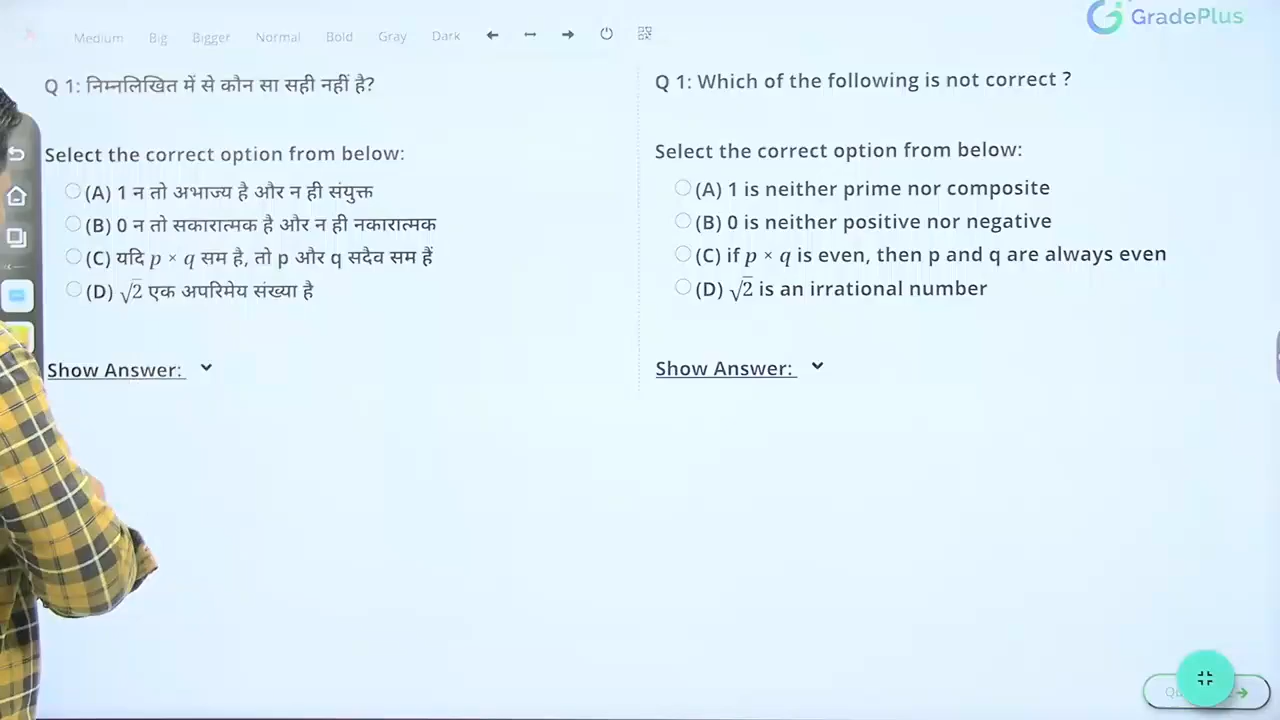 GradePlus
Medium Big Bigger Normal Bold Gray Dark
Q 1: निम्नलिखित में से कौन सा सही नहीं है?
Select the correct option from below:
(A) 1 न तो अभाज्य है और न ही संयुक्त
(B) 0 न तो सकारात्मक है और न ही नकारात्मक
(C) यदि p × q सम है, तो p और q सदैव सम हैं
(D) √2 एक अपरिमेय संख्या है
Show Answer:
Q 1: Which of the following is not correct ?
Select the correct option from below:
(A) 1 is neither prime nor composite
(B) 0 is neither positive nor negative
(C) if p × q is even, then p and q are always even
(D) √2 is an irrational number
Show Answer: